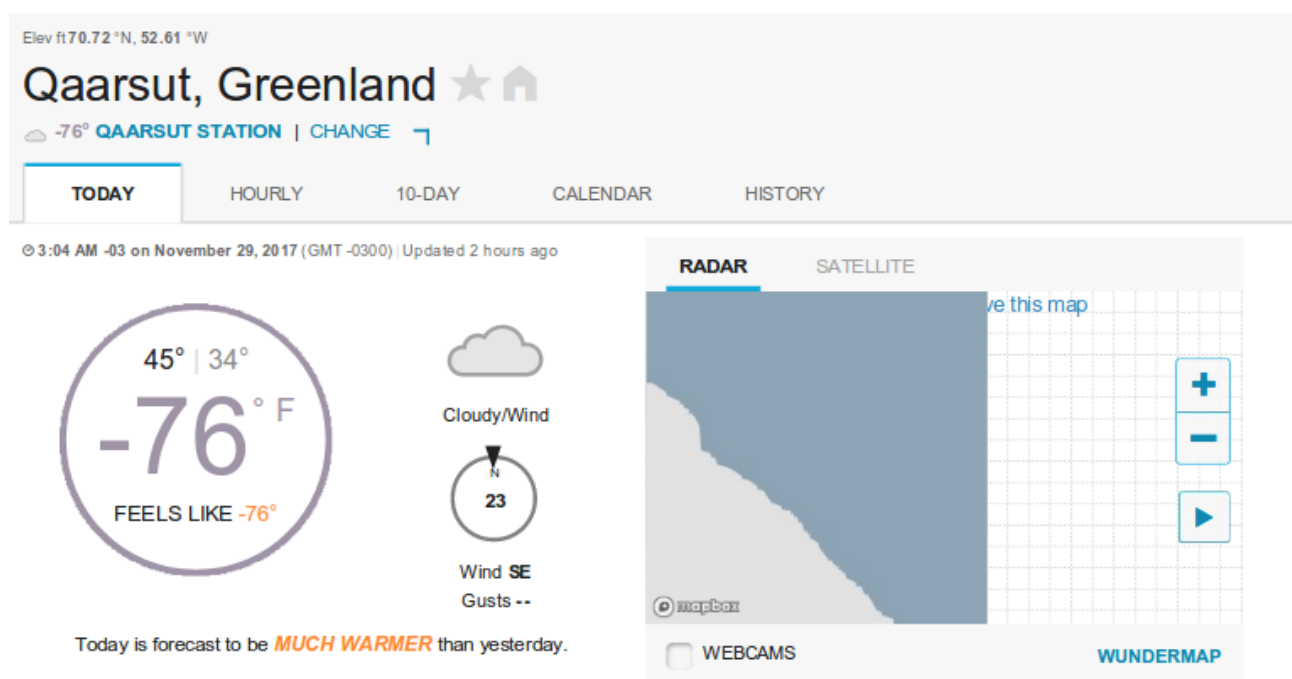 Elev ft 70.72 °N, 52.61 °W
Qaarsut, Greenland
-76° QAARSUT STATION | CHANGE
TODAY HOURLY 10-DAY CALENDAR HISTORY
3:04 AM -03 on November 29, 2017 (GMT -0300) | Updated 2 hours ago
45° | 34°
-76 ° F
FEELS LIKE -76°
Cloudy/Wind
N
23
Wind SE
Gusts --
Today is forecast to be MUCH WARMER than yesterday.
RADAR SATELLITE
ve this map
+
−
mapbox
WEBCAMS WUNDERMAP